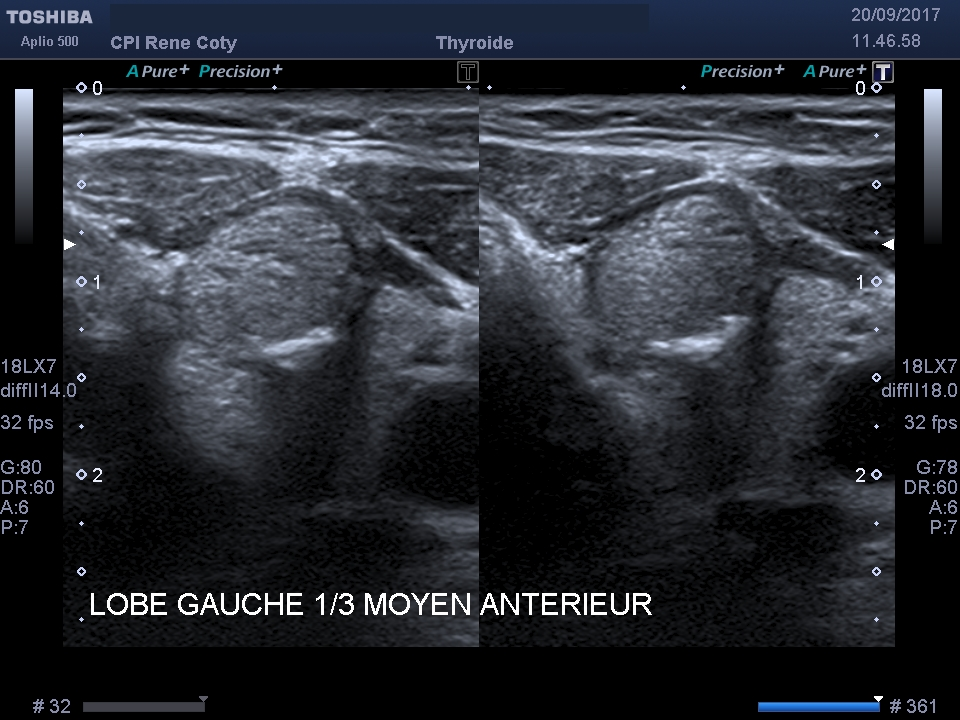 TOSHIBA
Aplio 500
CPI Rene Coty
Thyroide
20/09/2017
11.46.58
A Pure+ Precision+
T
Precision+ A Pure+
T
0
0
1
1
18LX7
diffII14.0
32 fps
G:80
DR:60
A:6
P:7
18LX7
diffII18.0
32 fps
G:78
DR:60
A:6
P:7
2
2
LOBE GAUCHE 1/3 MOYEN ANTERIEUR
# 32
# 361